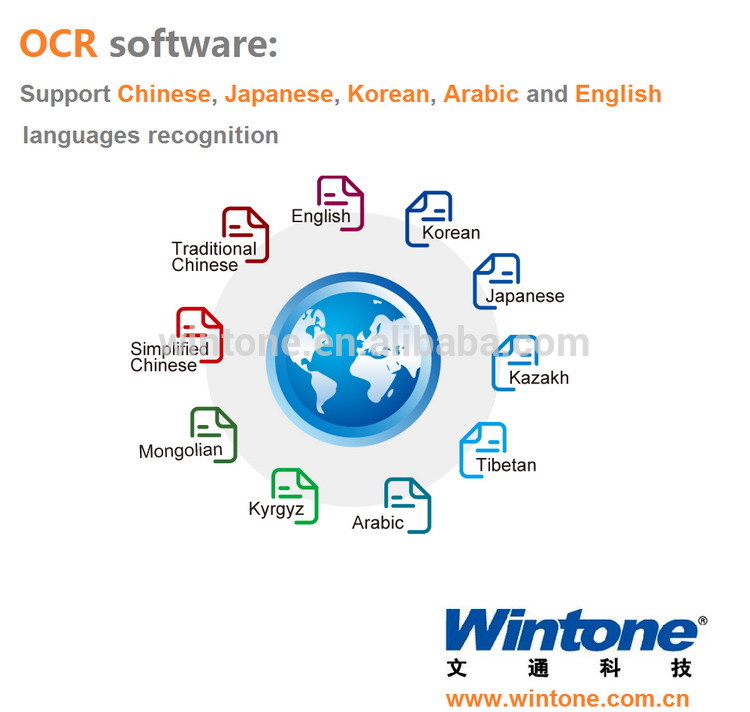 OCR software:
Support Chinese, Japanese, Korean, Arabic and English
languages recognition
English
Korean
Traditional
Chinese
Japanese
wintone.en.alibaba.com
Simplified
Chinese
Kazakh
Mongolian
Tibetan
Kyrgyz
Arabic
Wintone®
文通科技
www.wintone.com.cn